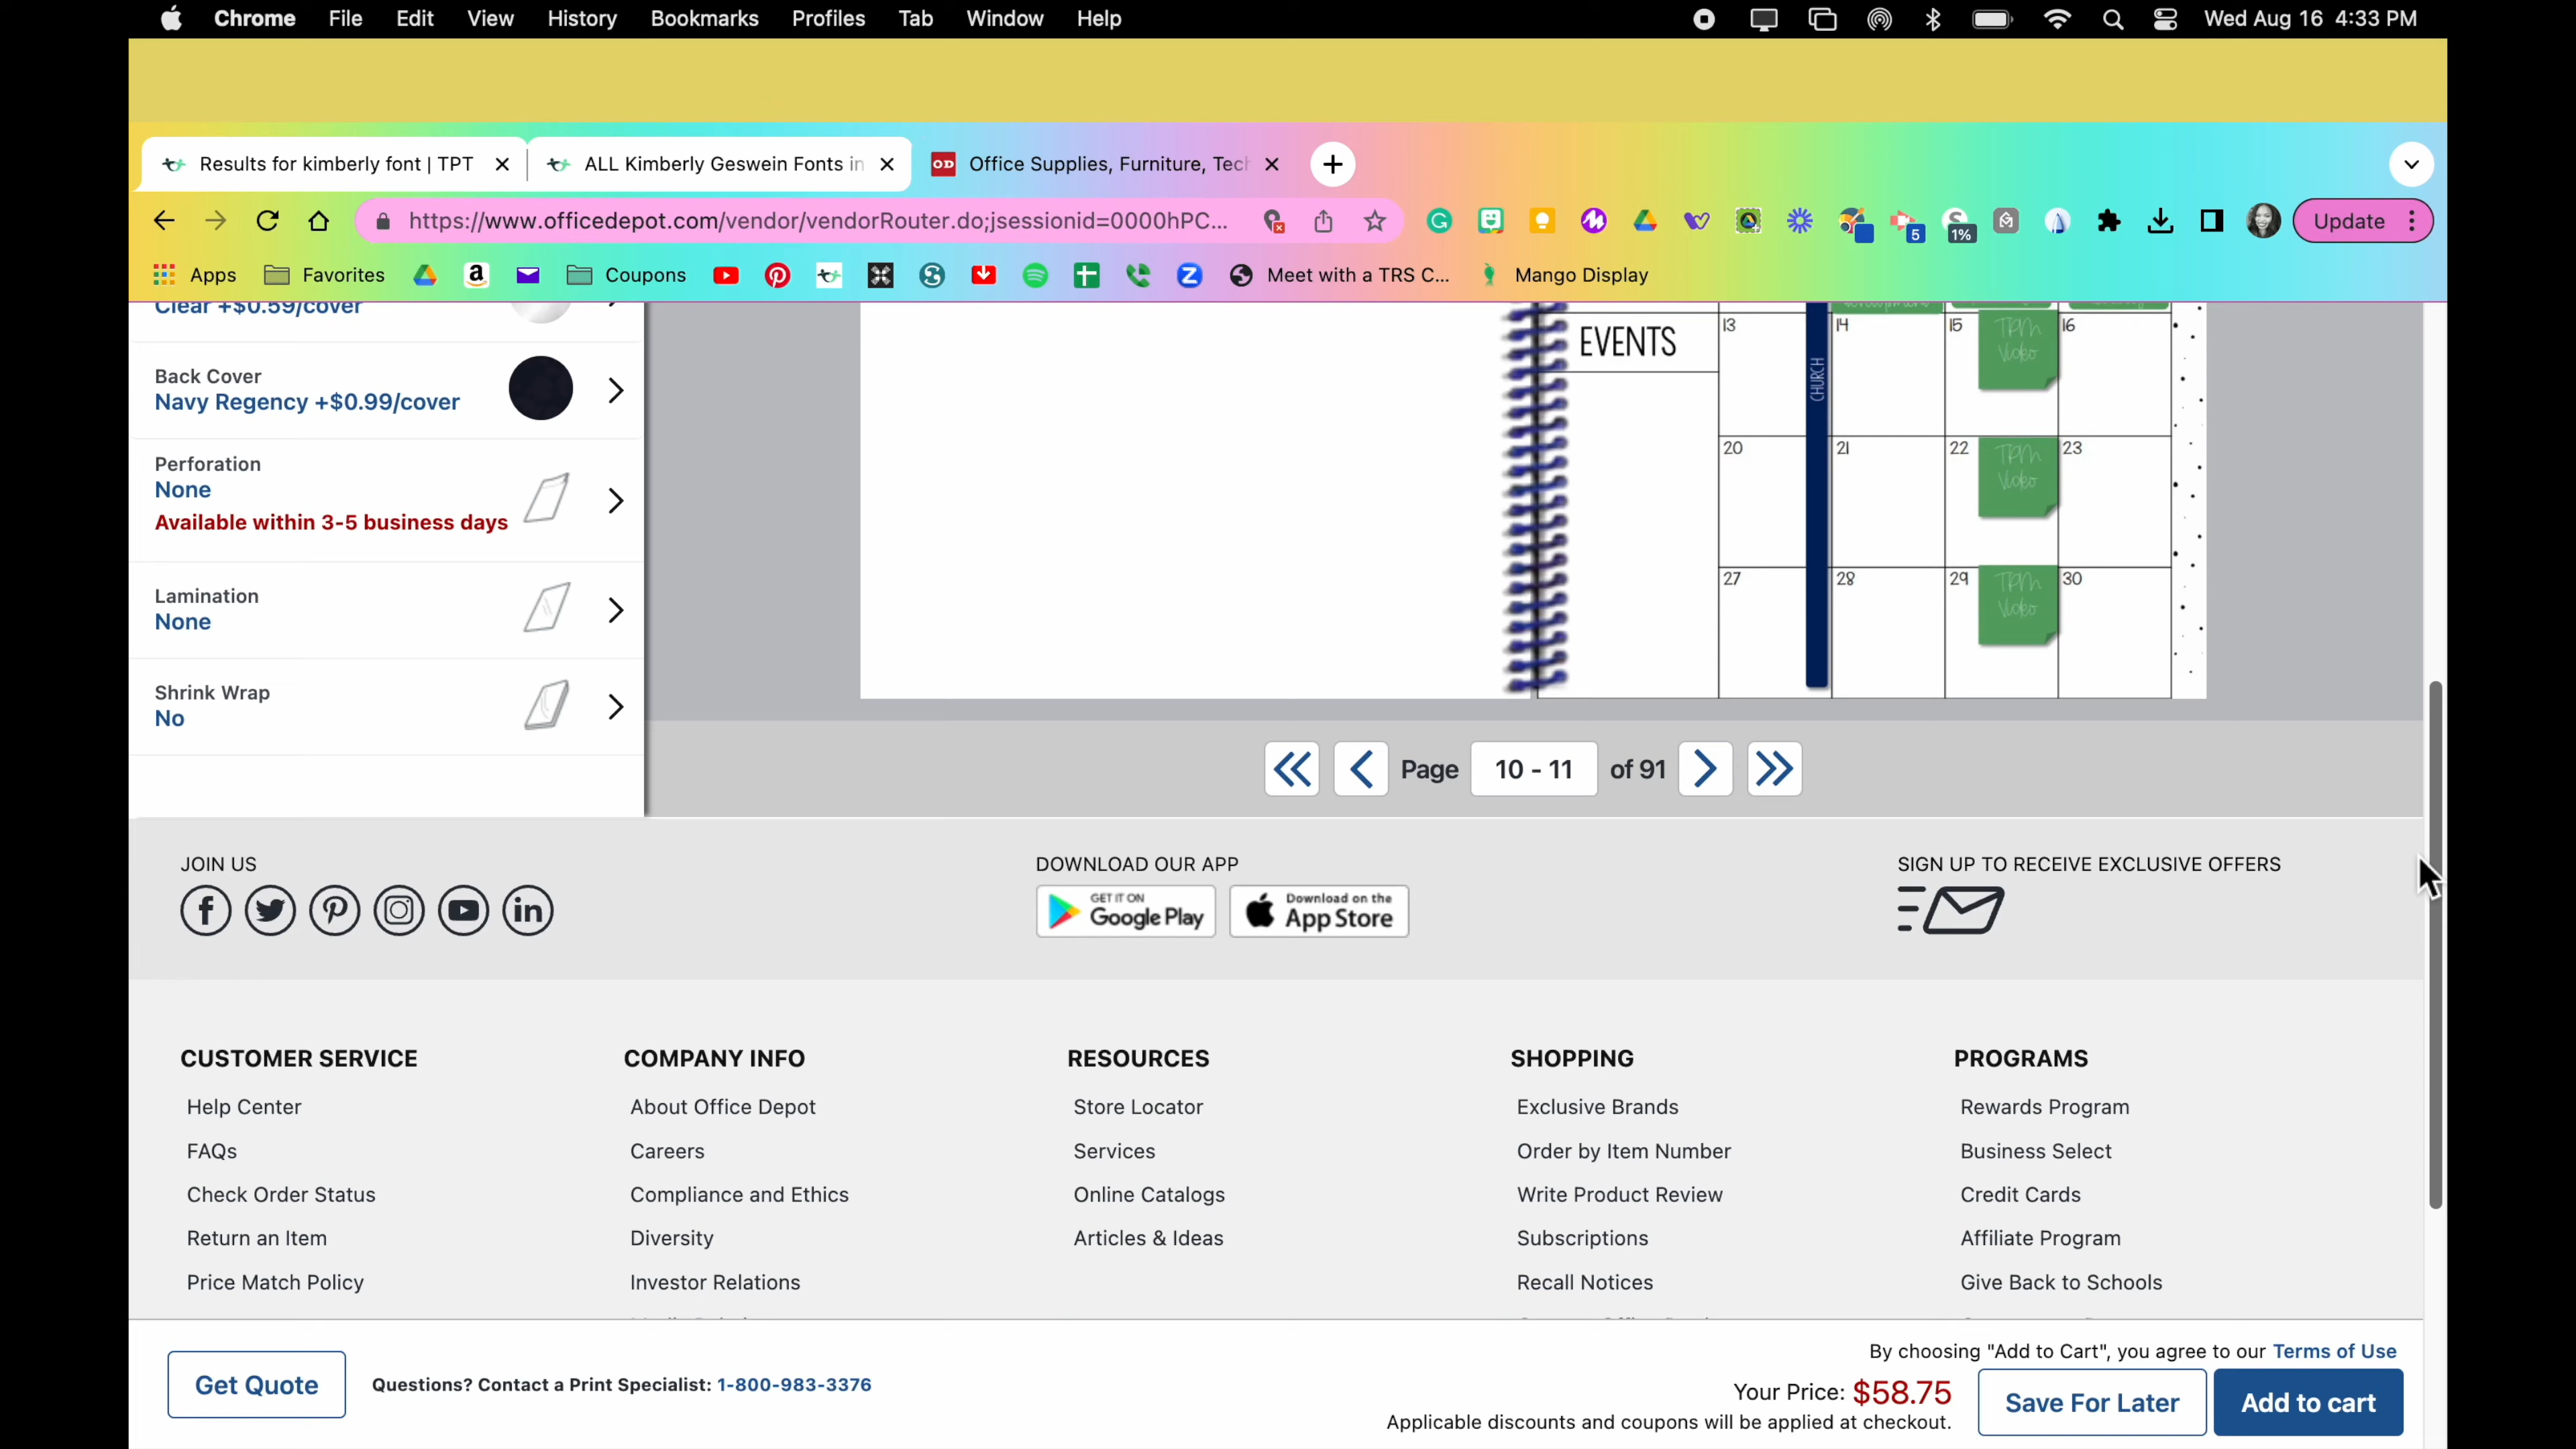 Chrome File Edit View History Bookmarks Profiles Tab Window Help Wed Aug 16 4:33 PM
Results for kimberly font | TPT ALL Kimberly Geswein Fonts in OD Office Supplies, Furniture, Tech
https://www.officedepot.com/vendor/vendorRouter.do;jsessionid=0000hPC... 5 1% Update
Apps Favorites Coupons Meet with a TRS C... Mango Display
Clear +$0.59/cover
Back Cover
Navy Regency +$0.99/cover
Perforation
None
Available within 3-5 business days
Lamination
None
Shrink Wrap
No
EVENTS 13 14 15 16
TRM
Video
CHURCH
20 21 22 23
TRM
Video
27 28 29 30
TRM
Video
Page 10 - 11 of 91
JOIN US
DOWNLOAD OUR APP
GET IT ON
Google Play
Download on the
App Store
SIGN UP TO RECEIVE EXCLUSIVE OFFERS
CUSTOMER SERVICE
Help Center
FAQs
Check Order Status
Return an Item
Price Match Policy
COMPANY INFO
About Office Depot
Careers
Compliance and Ethics
Diversity
Investor Relations
RESOURCES
Store Locator
Services
Online Catalogs
Articles & Ideas
SHOPPING
Exclusive Brands
Order by Item Number
Write Product Review
Subscriptions
Recall Notices
PROGRAMS
Rewards Program
Business Select
Credit Cards
Affiliate Program
Give Back to Schools
Get Quote
Questions? Contact a Print Specialist: 1-800-983-3376
By choosing "Add to Cart", you agree to our Terms of Use
Your Price: $58.75
Applicable discounts and coupons will be applied at checkout.
Save For Later
Add to cart